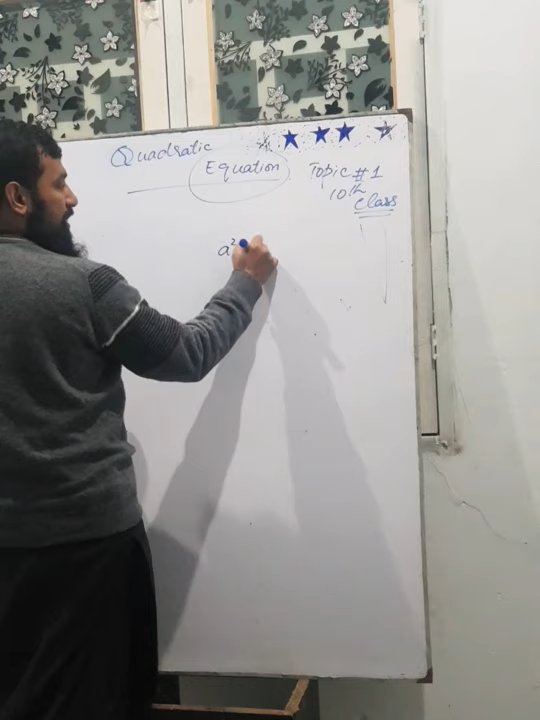 Quadratic
Equation
Topic #1
10th
Class
a²